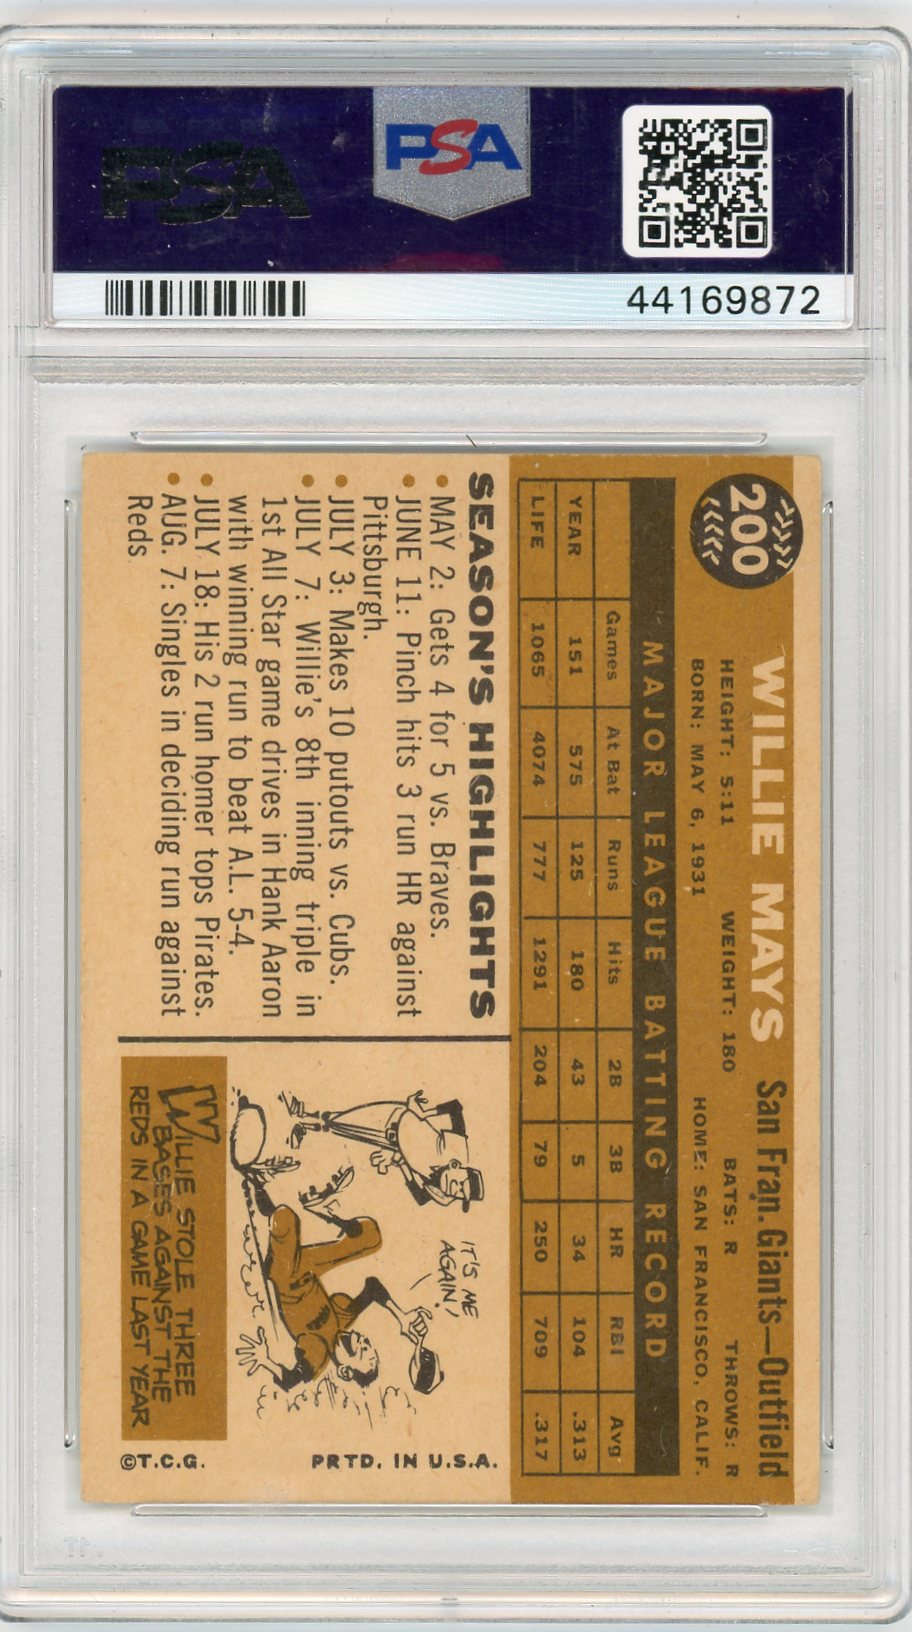 PSA
PSA
44169872
200
WILLIE MAYS San Fran. Giants—Outfield
HEIGHT: 5:11 WEIGHT: 180 BATS: R THROWS: R
BORN: MAY 6, 1931 HOME: SAN FRANCISCO, CALIF.
MAJOR LEAGUE BATTING RECORD
Games At Bat Runs Hits 2B 3B HR RBI Avg
YEAR 151 575 125 180 43 5 34 104 .313
LIFE 1065 4074 777 1291 204 79 250 709 .317
SEASON'S HIGHLIGHTS
• MAY 2: Gets 4 for 5 vs. Braves.
• JUNE 11: Pinch hits 3 run HR against
Pittsburgh.
• JULY 3: Makes 10 putouts vs. Cubs.
• JULY 7: Willie's 8th inning triple in
1st All Star game drives in Hank Aaron
with winning run to beat A.L. 5-4.
• JULY 18: His 2 run homer tops Pirates.
• AUG. 7: Singles in deciding run against
Reds.
IT'S ME
AGAIN!
WILLIE STOLE THREE
BASES AGAINST THE
REDS IN A GAME LAST YEAR
©T.C.G. PRTD. IN U.S.A.